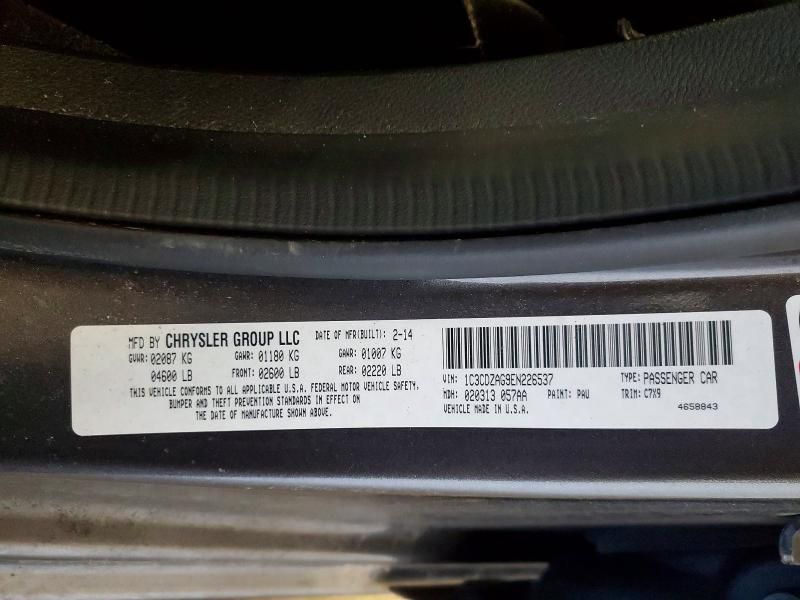 MFD BY CHRYSLER GROUP LLC DATE OF MFR(BUILT): 2-14
GVWR: 02087 KG GAWR: 01180 KG GAWR: 01007 KG
04600 LB FRONT: 02600 LB REAR: 02220 LB
THIS VEHICLE CONFORMS TO ALL APPLICABLE U.S.A. FEDERAL MOTOR VEHICLE SAFETY,
BUMPER AND THEFT PREVENTION STANDARDS IN EFFECT ON
THE DATE OF MANUFACTURE SHOWN ABOVE.
VIN: 1C3CDZAG9EN226537 TYPE: PASSENGER CAR
MDH: 020313 057AA PAINT: PAU TRIM: C7X9
VEHICLE MADE IN U.S.A. 4658843